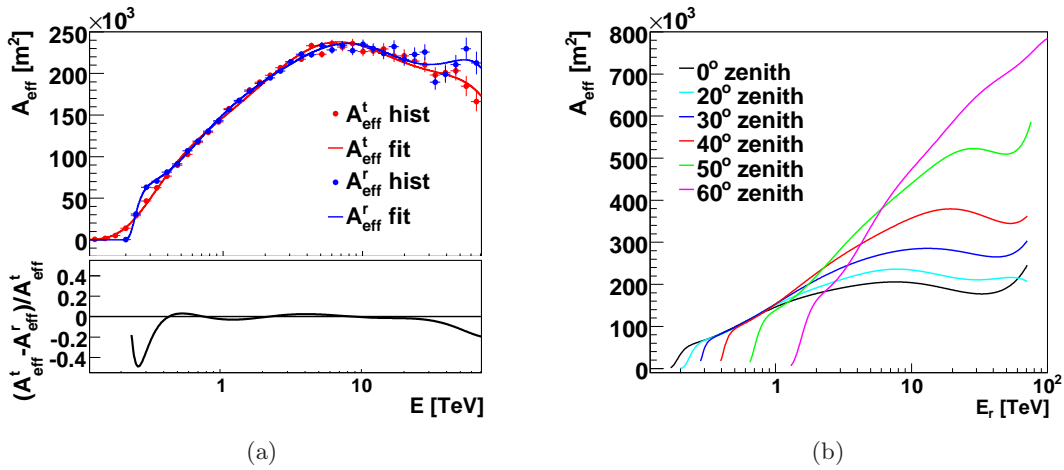 ×10³
A_eff [m²]
250
200
150
100
50
0
A^t_eff hist
A^t_eff fit
A^r_eff hist
A^r_eff fit
(A^t_eff-A^r_eff)/A^t_eff
0.4
0.2
0
-0.2
-0.4
1
10
E [TeV]
(a)
×10³
A_eff [m²]
800
700
600
500
400
300
200
100
0
0° zenith
20° zenith
30° zenith
40° zenith
50° zenith
60° zenith
1
10
10²
E_r [TeV]
(b)